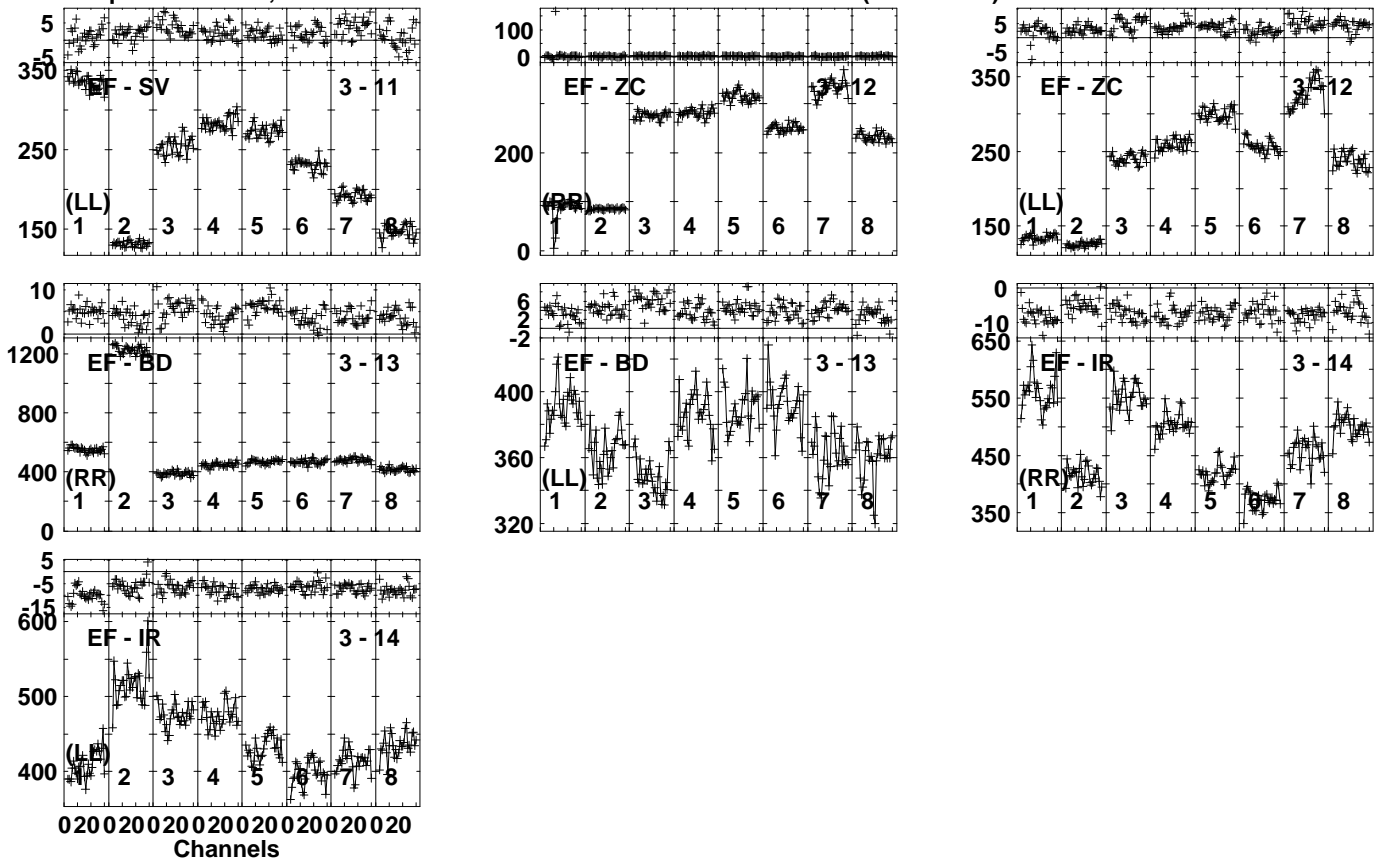 5
-5
350
250
150
EF - SV
3 - 11
(LL)
1 2 3 4 5 6 7 8
100
0
200
0
EF - ZC
3 - 12
(RR)
1 2 3 4 5 6 7 8
5
-5
350
250
150
EF - ZC
3 - 12
(LL)
1 2 3 4 5 6 7 8
10
0
1200
800
400
0
EF - BD
3 - 13
(RR)
1 2 3 4 5 6 7 8
6
2
-2
400
360
320
EF - BD
3 - 13
(LL)
1 2 3 4 5 6 7 8
0
-10
650
550
450
350
EF - IR
3 - 14
(RR)
1 2 3 4 5 6 7 8
5
-5
-15
600
500
400
EF - IR
3 - 14
(LL)
1 2 3 4 5 6 7 8
0 20 0 20 0 20 0 20 0 20 0 20 0 20 0 20
Channels